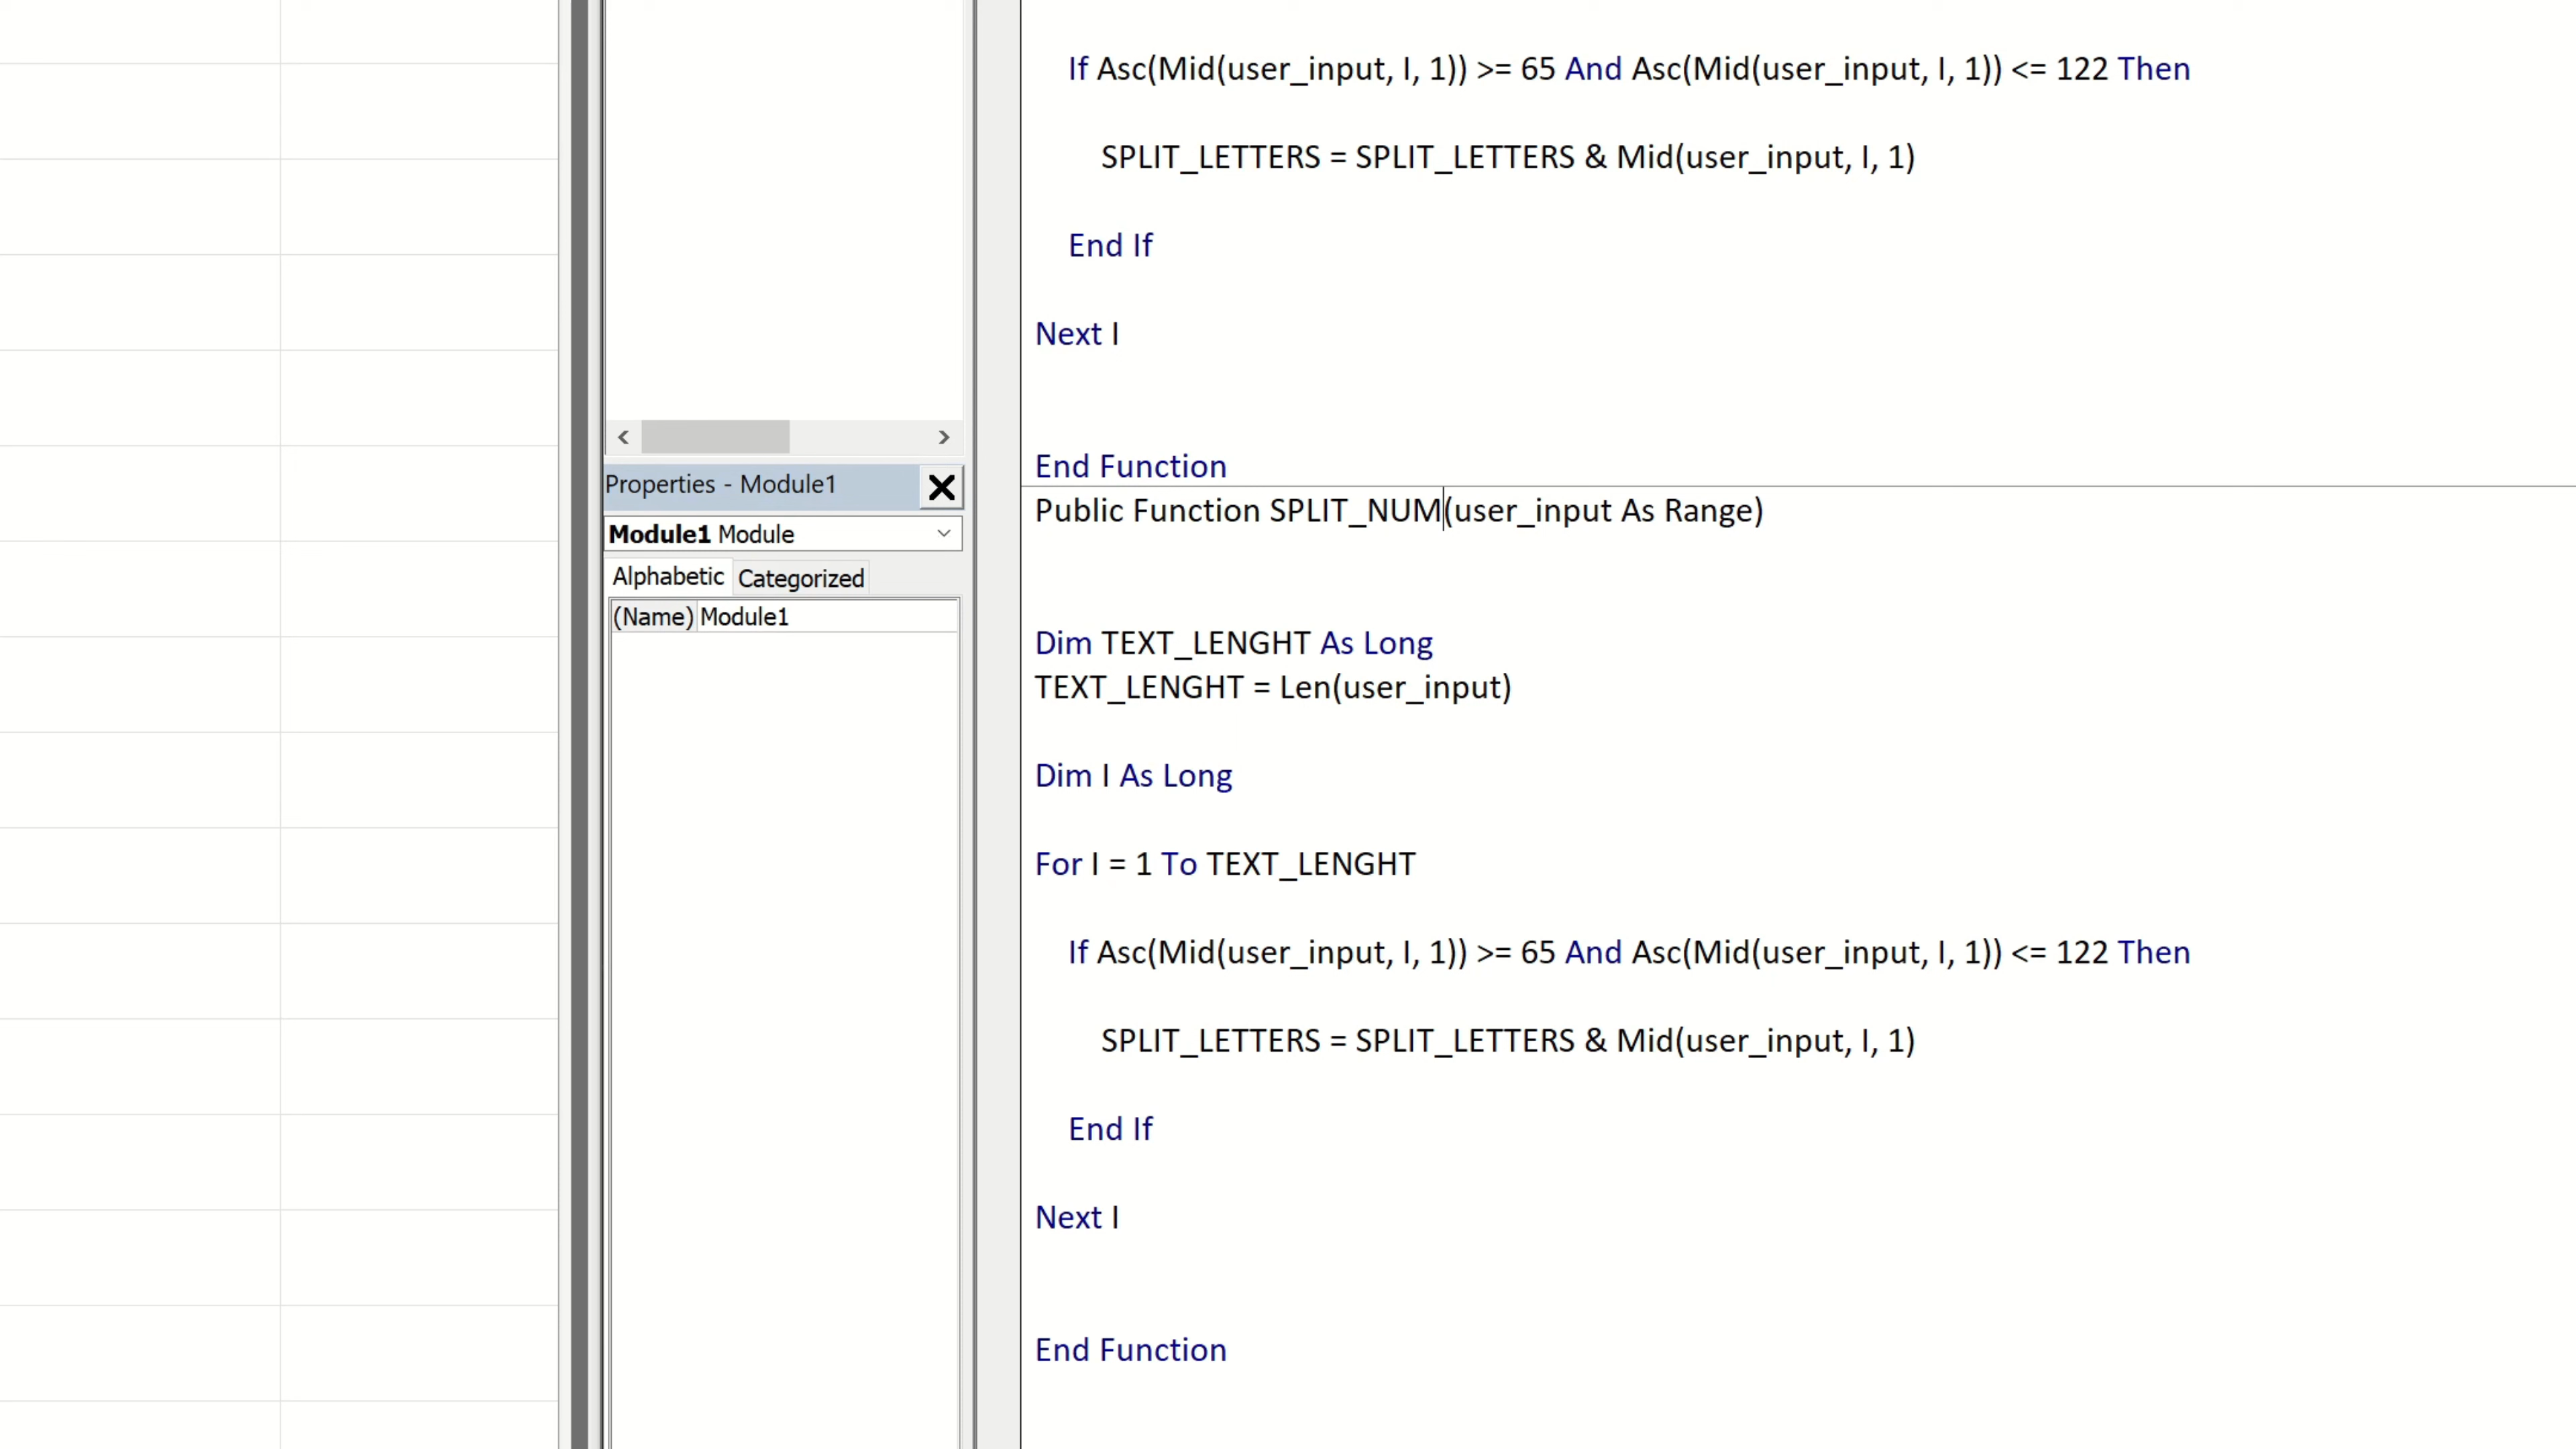 If Asc(Mid(user_input, I, 1)) >= 65 And Asc(Mid(user_input, I, 1)) <= 122 Then
SPLIT_LETTERS = SPLIT_LETTERS & Mid(user_input, I, 1)
End If
Next I
End Function
Properties - Module1
Module1 Module
Alphabetic Categorized
(Name) Module1
Public Function SPLIT_NUM(user_input As Range)
Dim TEXT_LENGHT As Long
TEXT_LENGHT = Len(user_input)
Dim I As Long
For I = 1 To TEXT_LENGHT
If Asc(Mid(user_input, I, 1)) >= 65 And Asc(Mid(user_input, I, 1)) <= 122 Then
SPLIT_LETTERS = SPLIT_LETTERS & Mid(user_input, I, 1)
End If
Next I
End Function